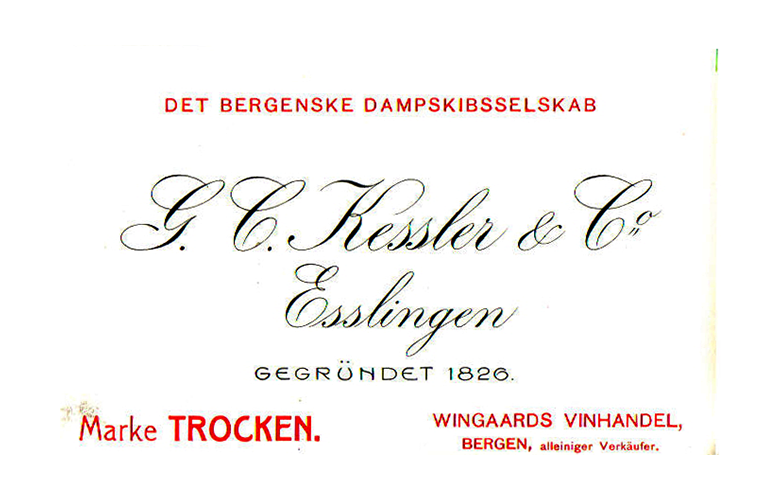 DET BERGENSKE DAMPSKIBSSELSKAB
G. C. Kessler & Co.
Esslingen
GEGRÜNDET 1826.
Marke TROCKEN.
WINGAARDS VINHANDEL,
BERGEN, alleiniger Verkäufer.